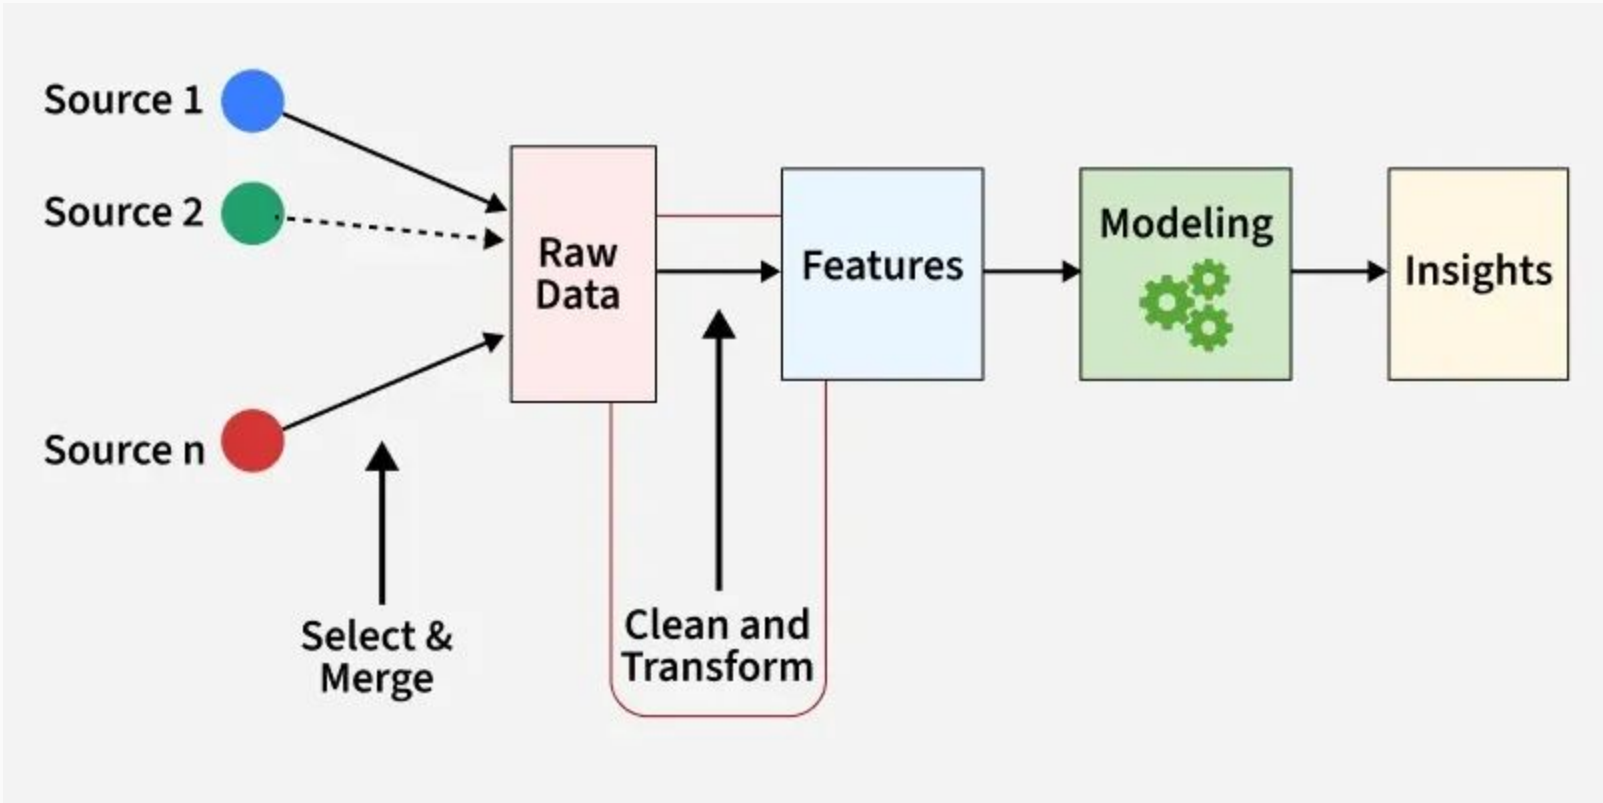 Source 1
Source 2
Source n
Select &
Merge
Raw
Data
Clean and
Transform
Features
Modeling
Insights